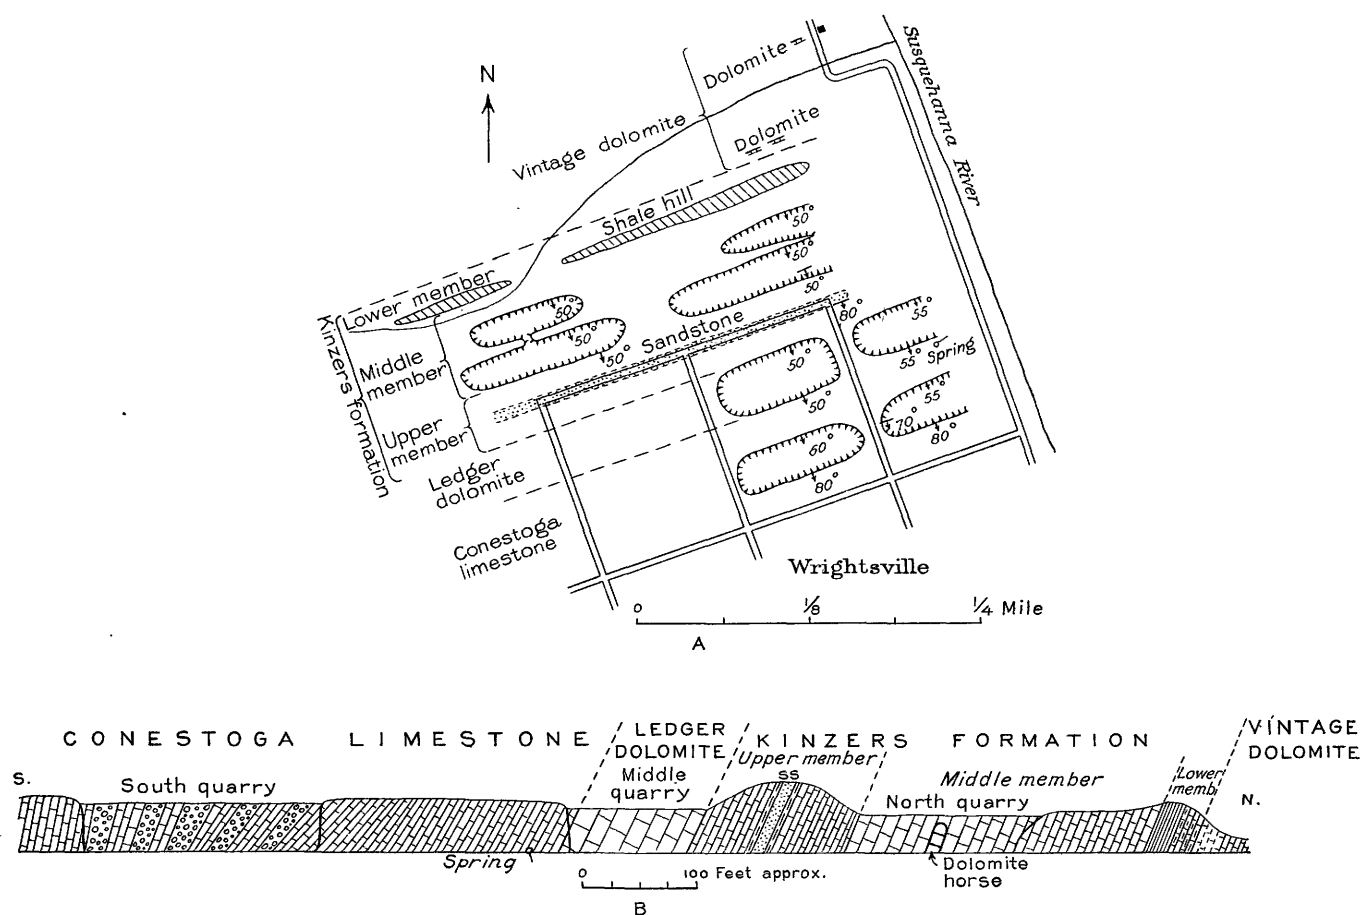 N
Dolomite
Susquehanna River
Vintage dolomite
Dolomite
Shale hill
50°
50°
50°
Lower member
50°
50°
50°
Sandstone
80°
55°
55°
Spring
Kinzers formation
Middle
member
50°
50°
55°
70°
80°
Upper
member
60°
80°
Ledger
dolomite
Conestoga
limestone
Wrightsville
0 1/8 1/4 Mile
A
CONESTOGA LIMESTONE
LEDGER
DOLOMITE
KINZERS FORMATION
VINTAGE
DOLOMITE
Upper member
Middle member
Lower
memb
S.
South quarry
Middle
quarry
SS
North quarry
N.
Spring
Dolomite
horse
0 100 Feet approx.
B